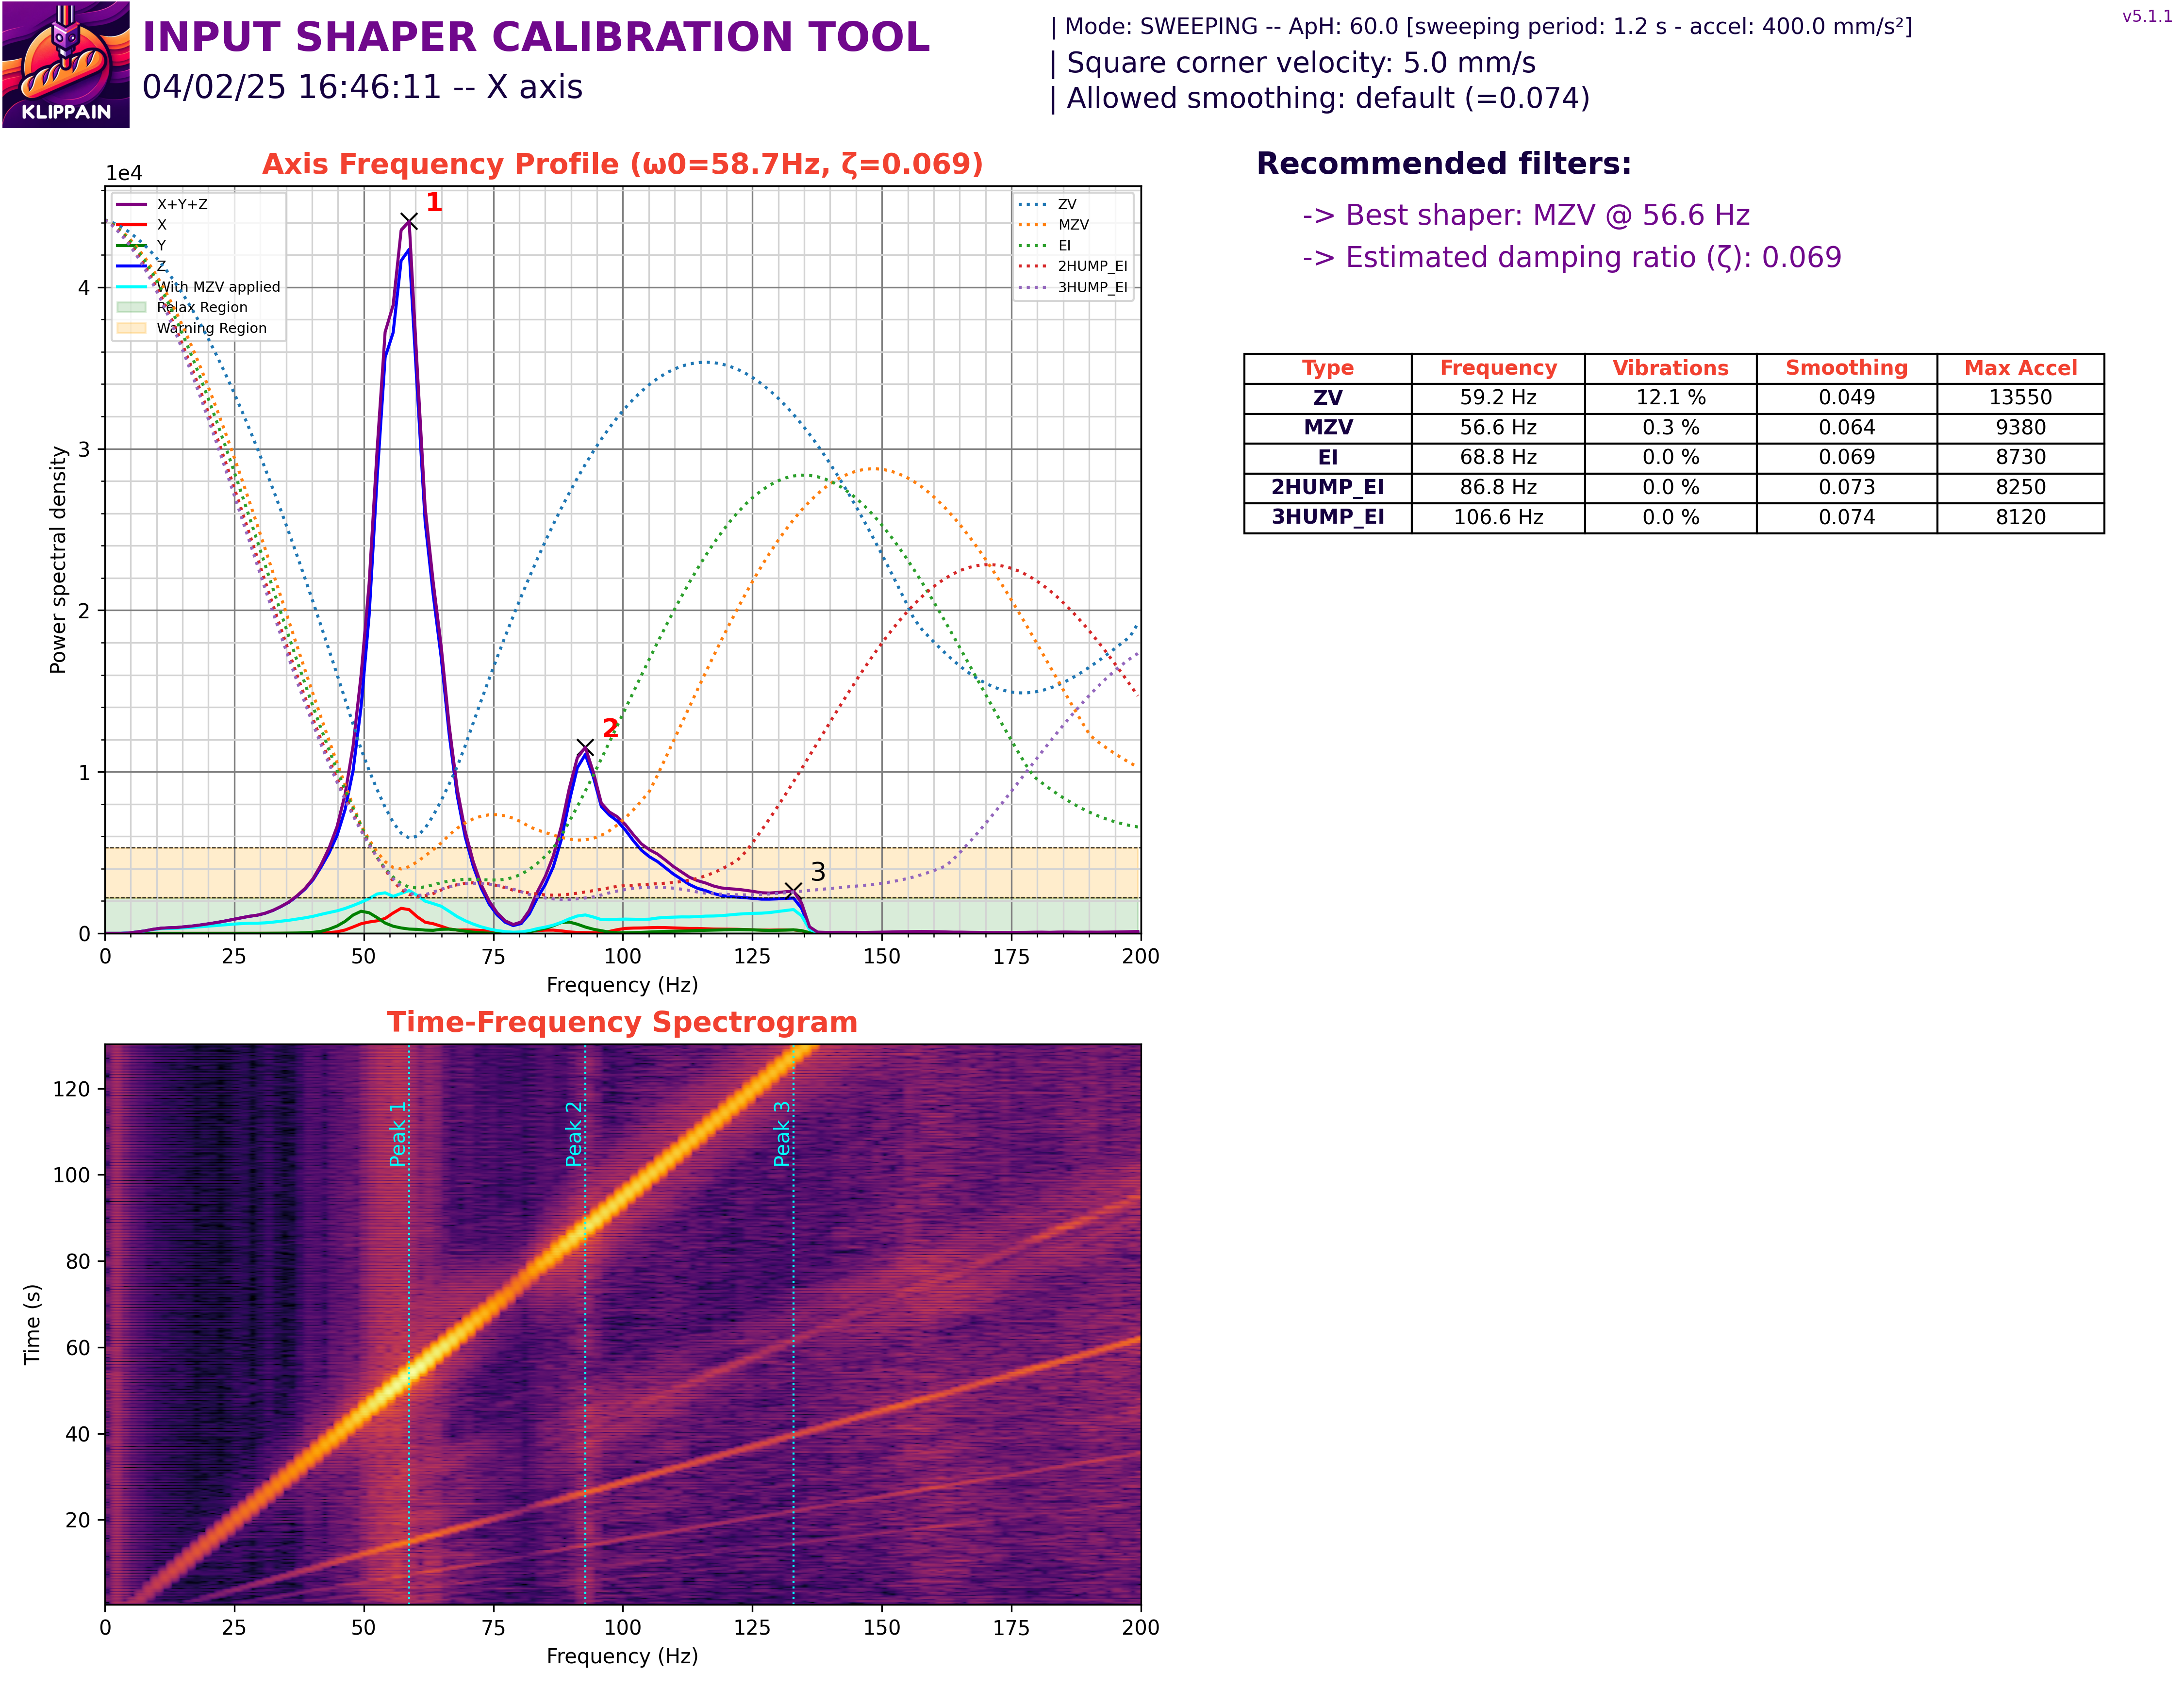 KLIPPAIN
INPUT SHAPER CALIBRATION TOOL
04/02/25 16:46:11 -- X axis
| Mode: SWEEPING -- ApH: 60.0 [sweeping period: 1.2 s - accel: 400.0 mm/s²]
| Square corner velocity: 5.0 mm/s
| Allowed smoothing: default (=0.074)
v5.1.1
Axis Frequency Profile (ω0=58.7Hz, ζ=0.069)
1e4
X+Y+Z
X
Y
Z
With MZV applied
Relax Region
Warning Region
ZV
MZV
EI
2HUMP_EI
3HUMP_EI
1
2
3
4
3
2
1
0
Power spectral density
0 25 50 75 100 125 150 175 200
Frequency (Hz)
Recommended filters:
-> Best shaper: MZV @ 56.6 Hz
-> Estimated damping ratio (ζ): 0.069
Type Frequency Vibrations Smoothing Max Accel
ZV 59.2 Hz 12.1 % 0.049 13550
MZV 56.6 Hz 0.3 % 0.064 9380
EI 68.8 Hz 0.0 % 0.069 8730
2HUMP_EI 86.8 Hz 0.0 % 0.073 8250
3HUMP_EI 106.6 Hz 0.0 % 0.074 8120
Time-Frequency Spectrogram
Peak 1
Peak 2
Peak 3
120
100
80
60
40
20
Time (s)
0 25 50 75 100 125 150 175 200
Frequency (Hz)